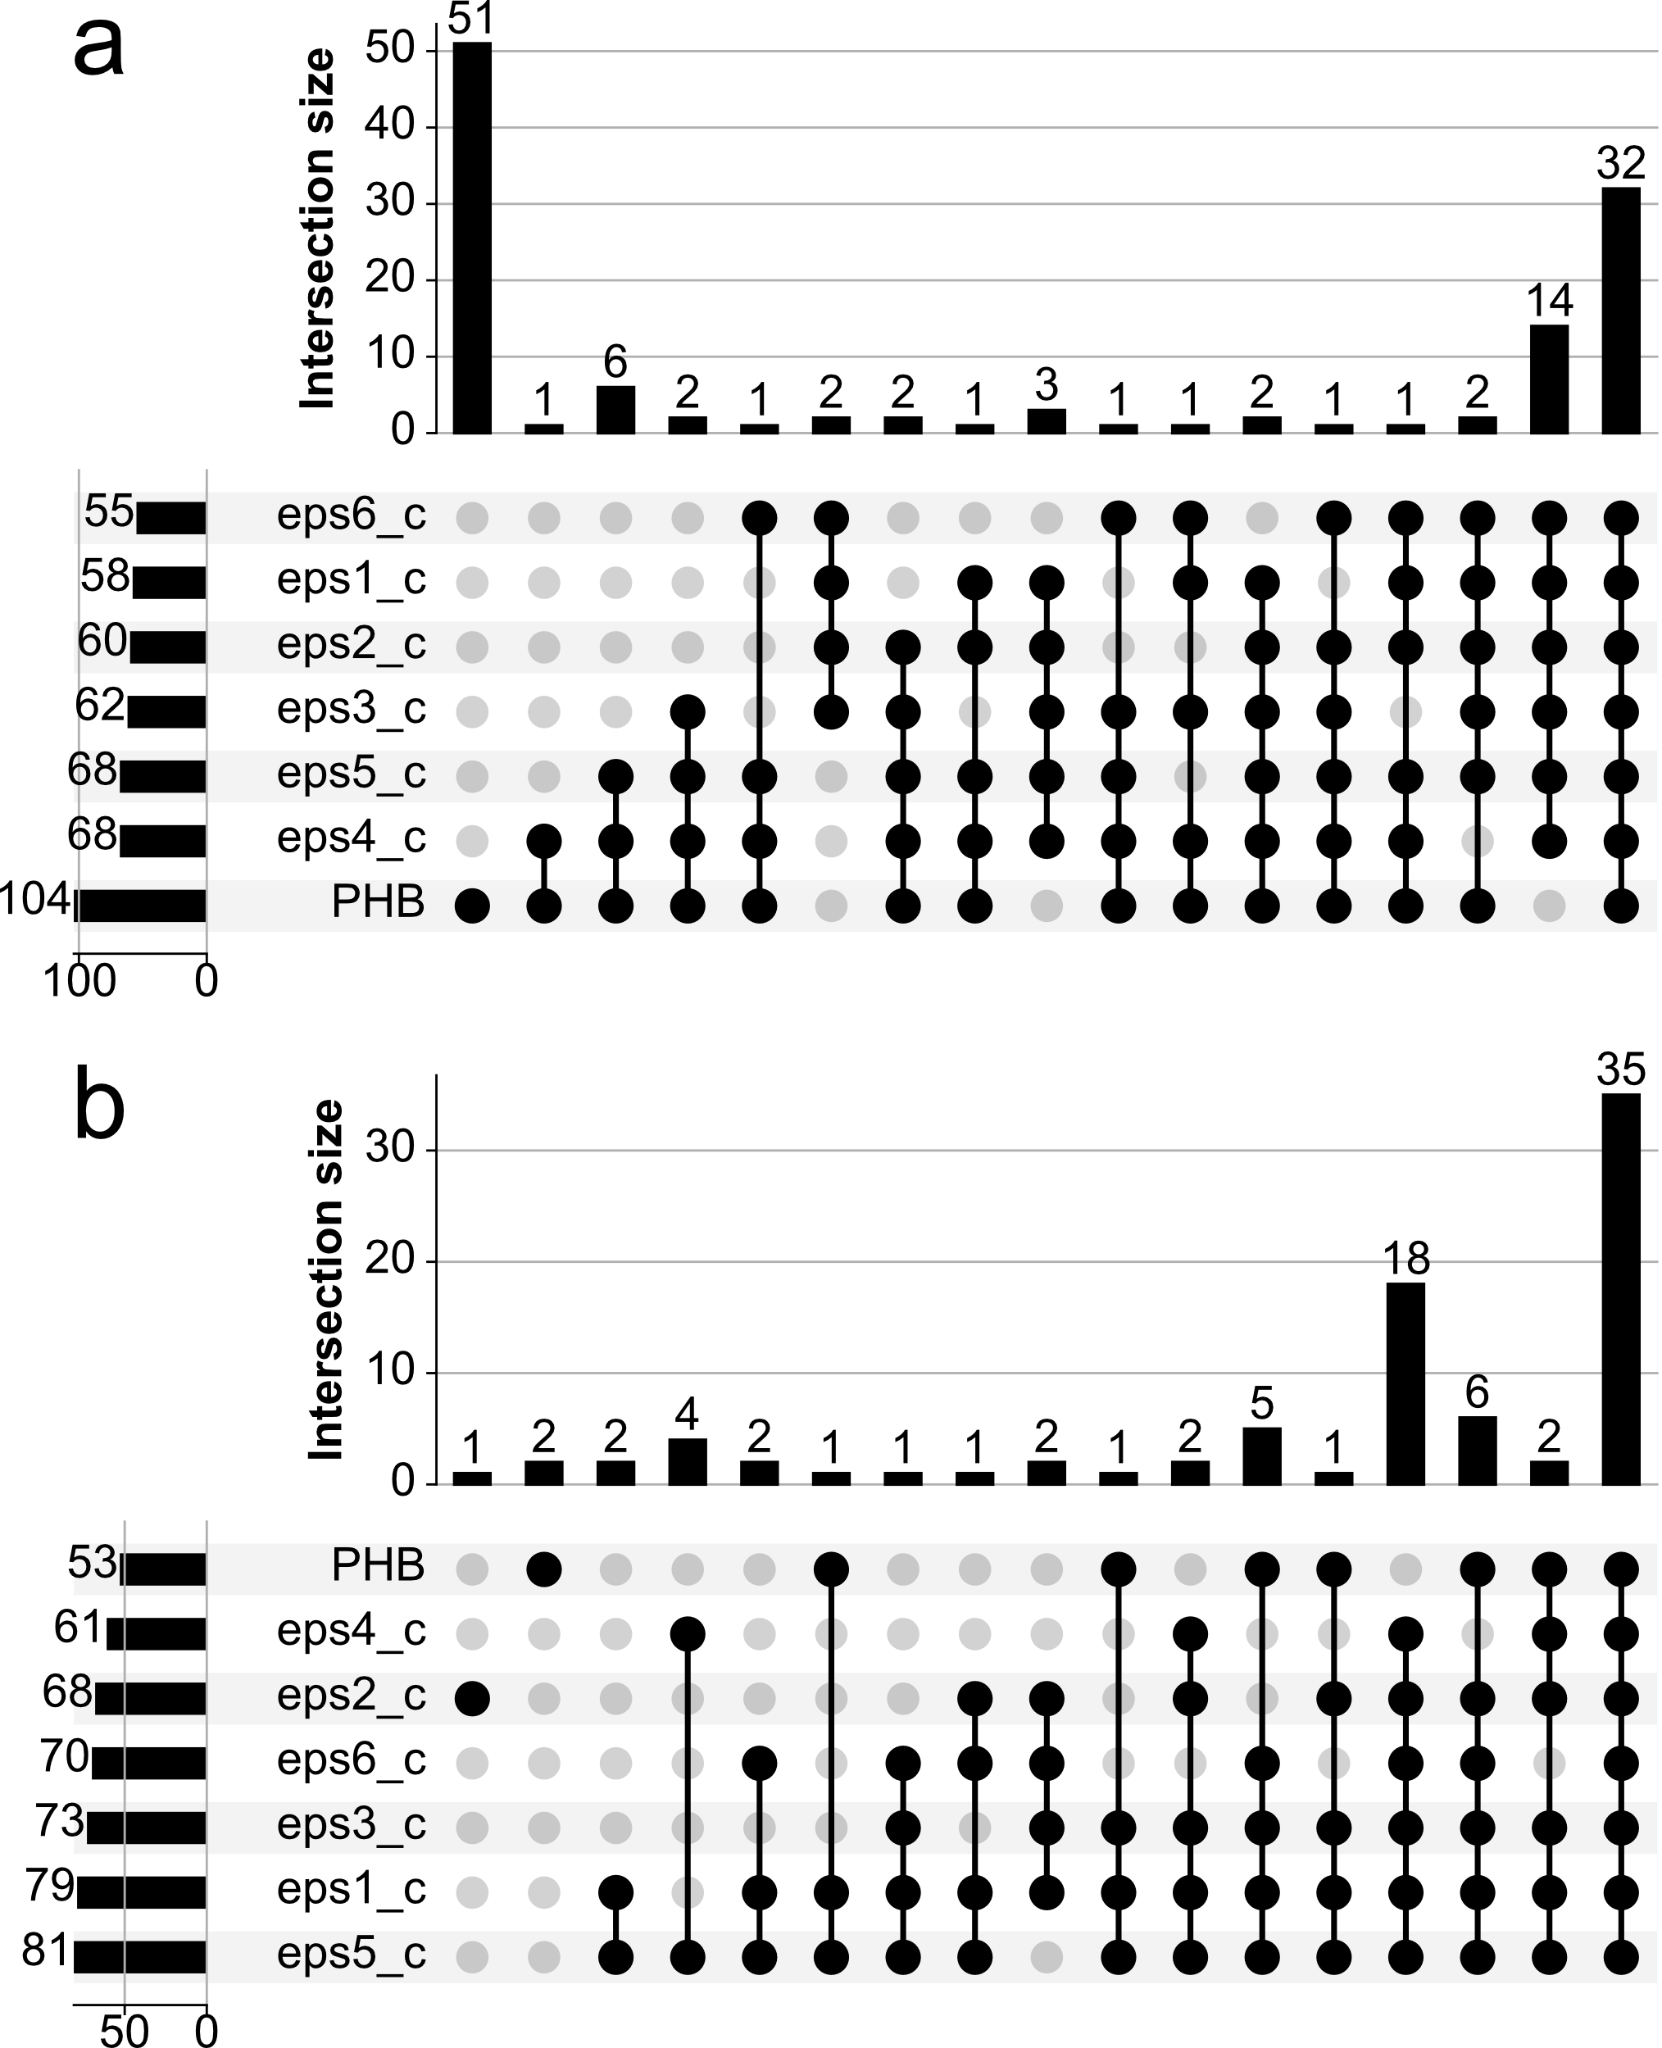 a
Intersection size
50
40
30
20
10
0
51 1 6 2 1 2 2 1 3 1 1 2 1 1 2 14 32
55 eps6_c
58 eps1_c
60 eps2_c
62 eps3_c
68 eps5_c
68 eps4_c
104 PHB
100 0
b
Intersection size
30
20
10
0
1 2 2 4 2 1 1 1 2 1 2 5 1 18 6 2 35
53 PHB
61 eps4_c
68 eps2_c
70 eps6_c
73 eps3_c
79 eps1_c
81 eps5_c
50 0